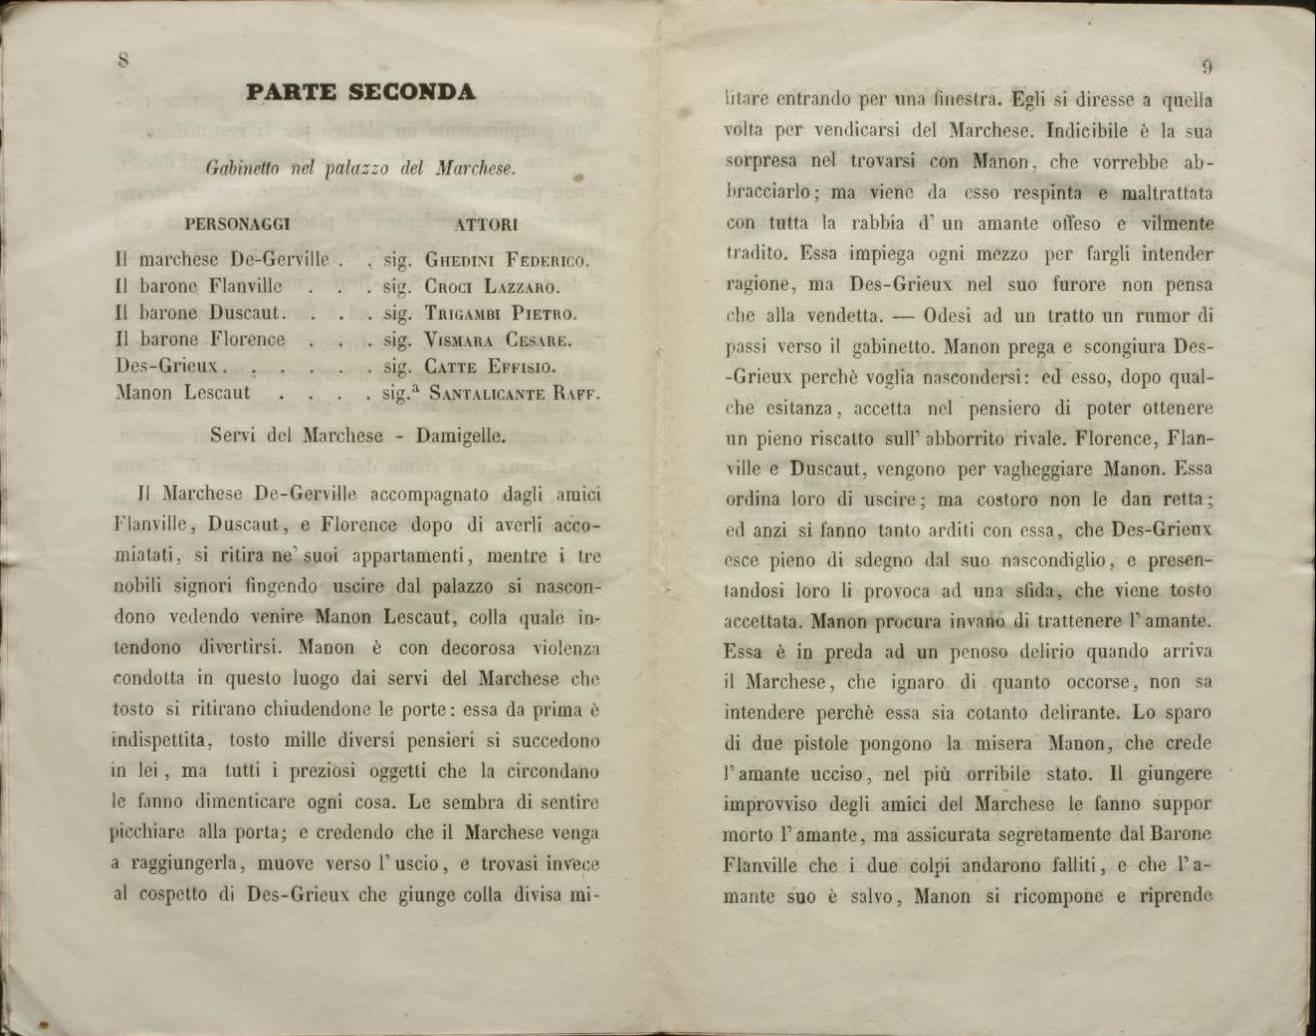 8
PARTE SECONDA
Gabinetto nel palazzo del Marchese.
PERSONAGGI ATTORI
Il marchese De-Gerville . . sig. GHEDINI FEDERICO.
Il barone Flanville . . . sig. CROCI LAZZARO.
Il barone Duscaut. . . . sig. TRIGAMBI PIETRO.
Il barone Florence . . . sig. VISMARA CESARE.
Des-Grieux . . . . . . sig. CATTE EFFISIO.
Manon Lescaut . . . . sig.ª SANTALICANTE RAFF.
Servi del Marchese - Damigelle.
Il Marchese De-Gerville accompagnato dagli amici
Flanville, Duscaut, e Florence dopo di averli acco-
miatati, si ritira ne' suoi appartamenti, mentre i tre
nobili signori fingendo uscire dal palazzo si nascon-
dono vedendo venire Manon Lescaut, colla quale in-
tendono divertirsi. Manon è con decorosa violenza
condotta in questo luogo dai servi del Marchese che
tosto si ritirano chiudendone le porte: essa da prima è
indispettita, tosto mille diversi pensieri si succedono
in lei, ma tutti i preziosi oggetti che la circondano
le fanno dimenticare ogni cosa. Le sembra di sentire
picchiare alla porta; e credendo che il Marchese venga
a raggiungerla, muove verso l'uscio, e trovasi invece
al cospetto di Des-Grieux che giunge colla divisa mi-
9
litare entrando per una finestra. Egli si diresse a quella
volta per vendicarsi del Marchese. Indicibile è la sua
sorpresa nel trovarsi con Manon, che vorrebbe ab-
bracciarlo; ma viene da esso respinta e maltrattata
con tutta la rabbia d'un amante offeso e vilmente
tradito. Essa impiega ogni mezzo per fargli intender
ragione, ma Des-Grieux nel suo furore non pensa
che alla vendetta. — Odesi ad un tratto un rumor di
passi verso il gabinetto. Manon prega e scongiura Des-
-Grieux perchè voglia nascondersi: ed esso, dopo qual-
che esitanza, accetta nel pensiero di poter ottenere
un pieno riscatto sull'abborrito rivale. Florence, Flan-
ville e Duscaut, vengono per vagheggiare Manon. Essa
ordina loro di uscire; ma costoro non le dan retta;
ed anzi si fanno tanto arditi con essa, che Des-Grieux
esce pieno di sdegno dal suo nascondiglio, e presen-
tandosi loro li provoca ad una sfida, che viene tosto
accettata. Manon procura invano di trattenere l'amante.
Essa è in preda ad un penoso delirio quando arriva
il Marchese, che ignaro di quanto occorse, non sa
intendere perchè essa sia cotanto delirante. Lo sparo
di due pistole pongono la misera Manon, che crede
l'amante ucciso, nel più orribile stato. Il giungere
improvviso degli amici del Marchese le fanno suppor
morto l'amante, ma assicurata segretamente dal Barone
Flanville che i due colpi andarono falliti, e che l'a-
mante suo è salvo, Manon si ricompone e riprende